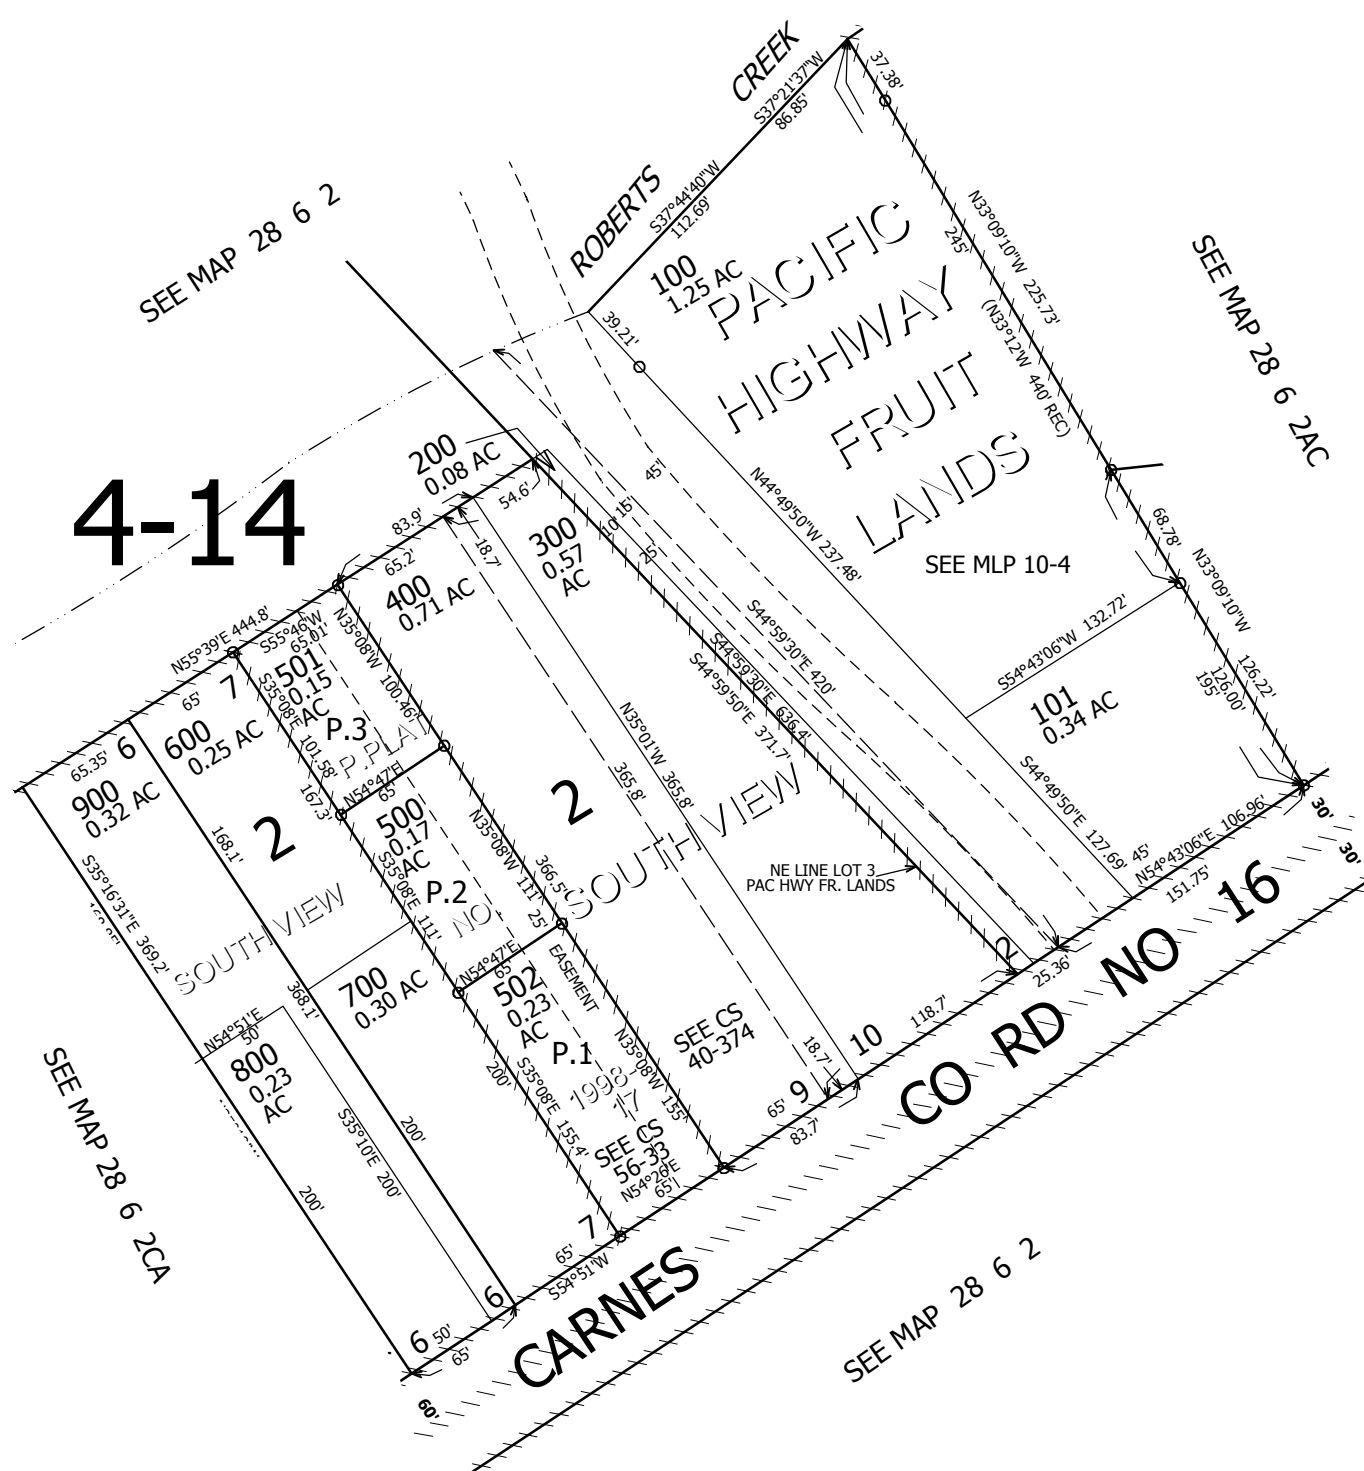 CREEK
S37°21'37"W
86.85'
37.38'
ROBERTS
S37°44'40"W
112.69'
SEE MAP 28 6 2
N33°09'10"W 225.73'
245'
(N33°12'W 440' REC)
SEE MAP 28 6 2AC
100
1.25 AC
PACIFIC
HIGHWAY
FRUIT
LANDS
39.21'
SEE MLP 10-4
N44°49'50"W 237.48'
68.78'
N33°09'10"W
126.22'
126.00'
195'
4-14
200
0.08 AC
54.6'
83.9'
65.2'
18.7'
300
0.57
AC
400
0.71 AC
45'
10' 15'
25'
S44°59'30"E 420'
S44°59'30"E 636.4'
S44°59'50"E 371.7'
S54°43'06"W 132.72'
101
0.34 AC
S44°49'50"E 127.69'
45'
N54°43'06"E 106.96'
151.75'
30'
30'
N55°39'E 444.8'
S55°46'W
65.01'
N35°08'W 100.46'
65'
7
501
0.15
AC
P.3
P.PLAT
S35°08'E 101.58'
167.3'
N54°47'E
65'
6
600
0.25 AC
65.35'
900
0.32 AC
168.1'
2
SOUTH VIEW
S35°16'31"E 369.2'
500
0.17
AC
S35°08'E 111'
P.2
NO
N35°08'W 111'
366.5'
25'
EASEMENT
2
SOUTH VIEW
N35°01'W 365.8'
365.8'
NE LINE LOT 3
PAC HWY FR. LANDS
2
25.36'
118.7'
10
18.7'
9
65'
83.7'
SEE CS
40-374
N35°08'W 155'
N54°47'E
65'
502
0.23
AC
P.1
1998-
17
SEE CS
56-33
N54°26'E
65'
S35°08'E 155.4'
200'
700
0.30 AC
368.1'
N54°51'E
50'
800
0.23
AC
S35°10'E 200'
200'
200'
7
65'
S54°51'W
6
6
50'
65'
60'
CARNES CO RD NO 16
SEE MAP 28 6 2CA
SEE MAP 28 6 2